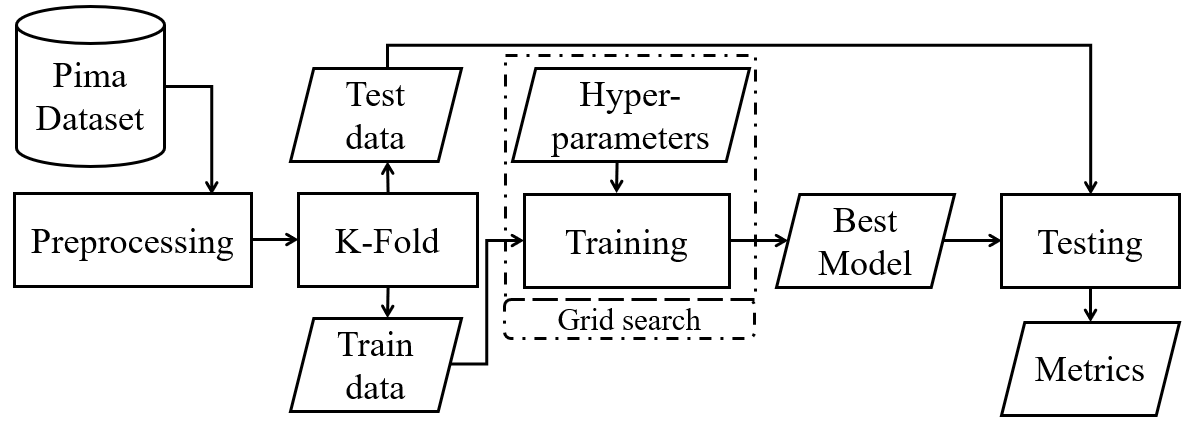 Pima
Dataset
Preprocessing
Test
data
K-Fold
Train
data
Hyper-
parameters
Training
Grid search
Best
Model
Testing
Metrics